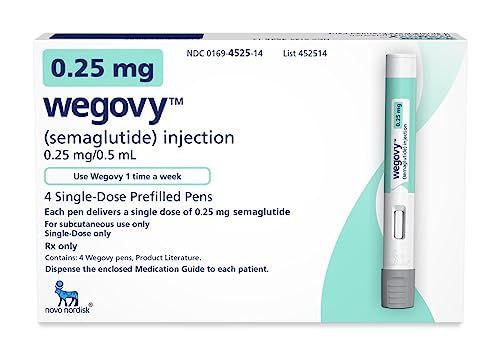 NDC 0169-4525-14 List 452514
0.25 mg
wegovy™
(semaglutide) injection
0.25 mg/0.5 mL
Use Wegovy 1 time a week
4 Single-Dose Prefilled Pens
Each pen delivers a single dose of 0.25 mg semaglutide
For subcutaneous use only
Single-Dose only
Rx only
Contains: 4 Wegovy pens, Product Literature.
Dispense the enclosed Medication Guide to each patient.
novo nordisk®
wegovy™ 0.25 mg
(semaglutide) injection